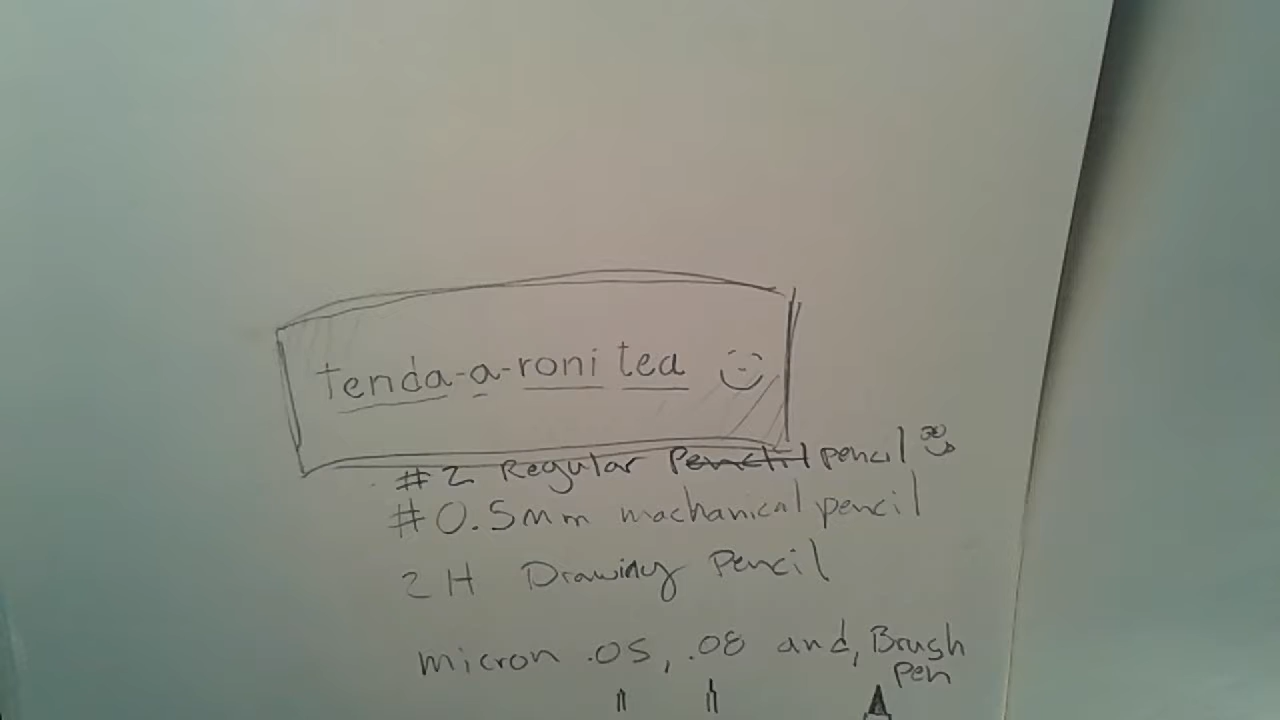 tenda-a-roni tea
#2 Regular Penctil pencil
#0.5mm machanical pencil
2H Drawing Pencil
micron .05, .08 and, Brush
Pen